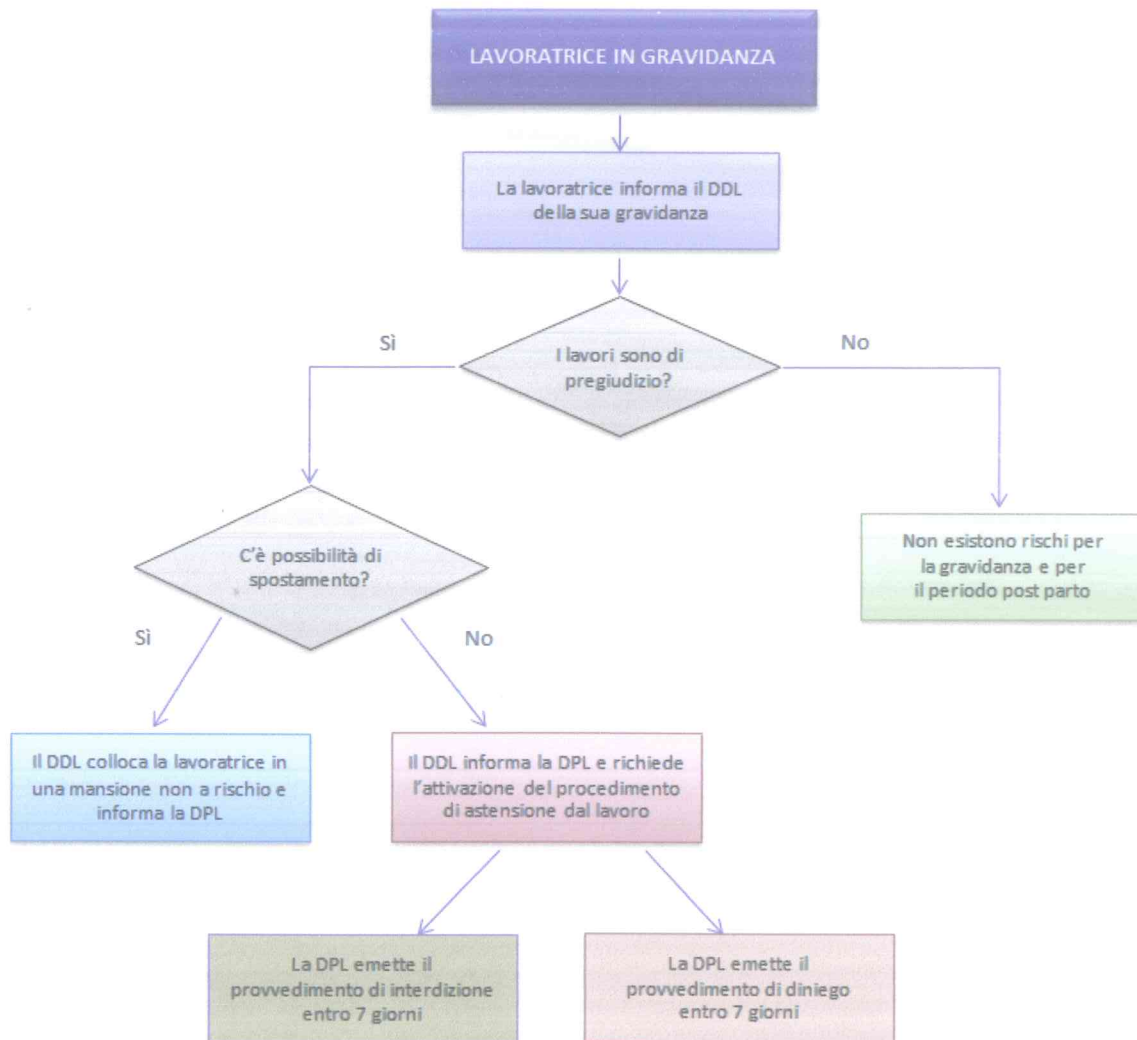 LAVORATRICE IN GRAVIDANZA
La lavoratrice informa il DDL
della sua gravidanza
I lavori sono di
pregiudizio?
Sì
No
C'è possibilità di
spostamento?
Non esistono rischi per
la gravidanza e per
il periodo post parto
Sì
No
Il DDL colloca la lavoratrice in
una mansione non a rischio e
informa la DPL
Il DDL informa la DPL e richiede
l'attivazione del procedimento
di astensione dal lavoro
La DPL emette il
provvedimento di interdizione
entro 7 giorni
La DPL emette il
provvedimento di diniego
entro 7 giorni